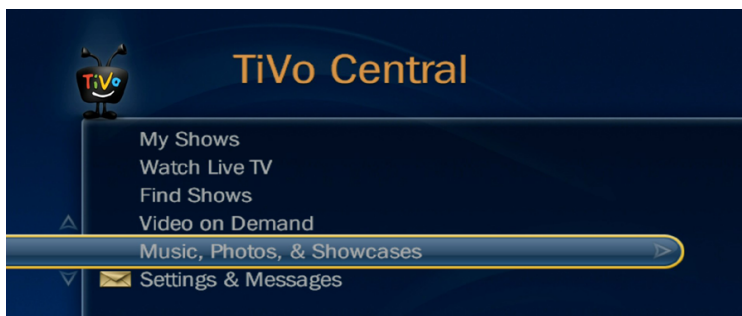 TiVo Central
TiVo
My Shows
Watch Live TV
Find Shows
Video on Demand
Music, Photos, & Showcases
Settings & Messages